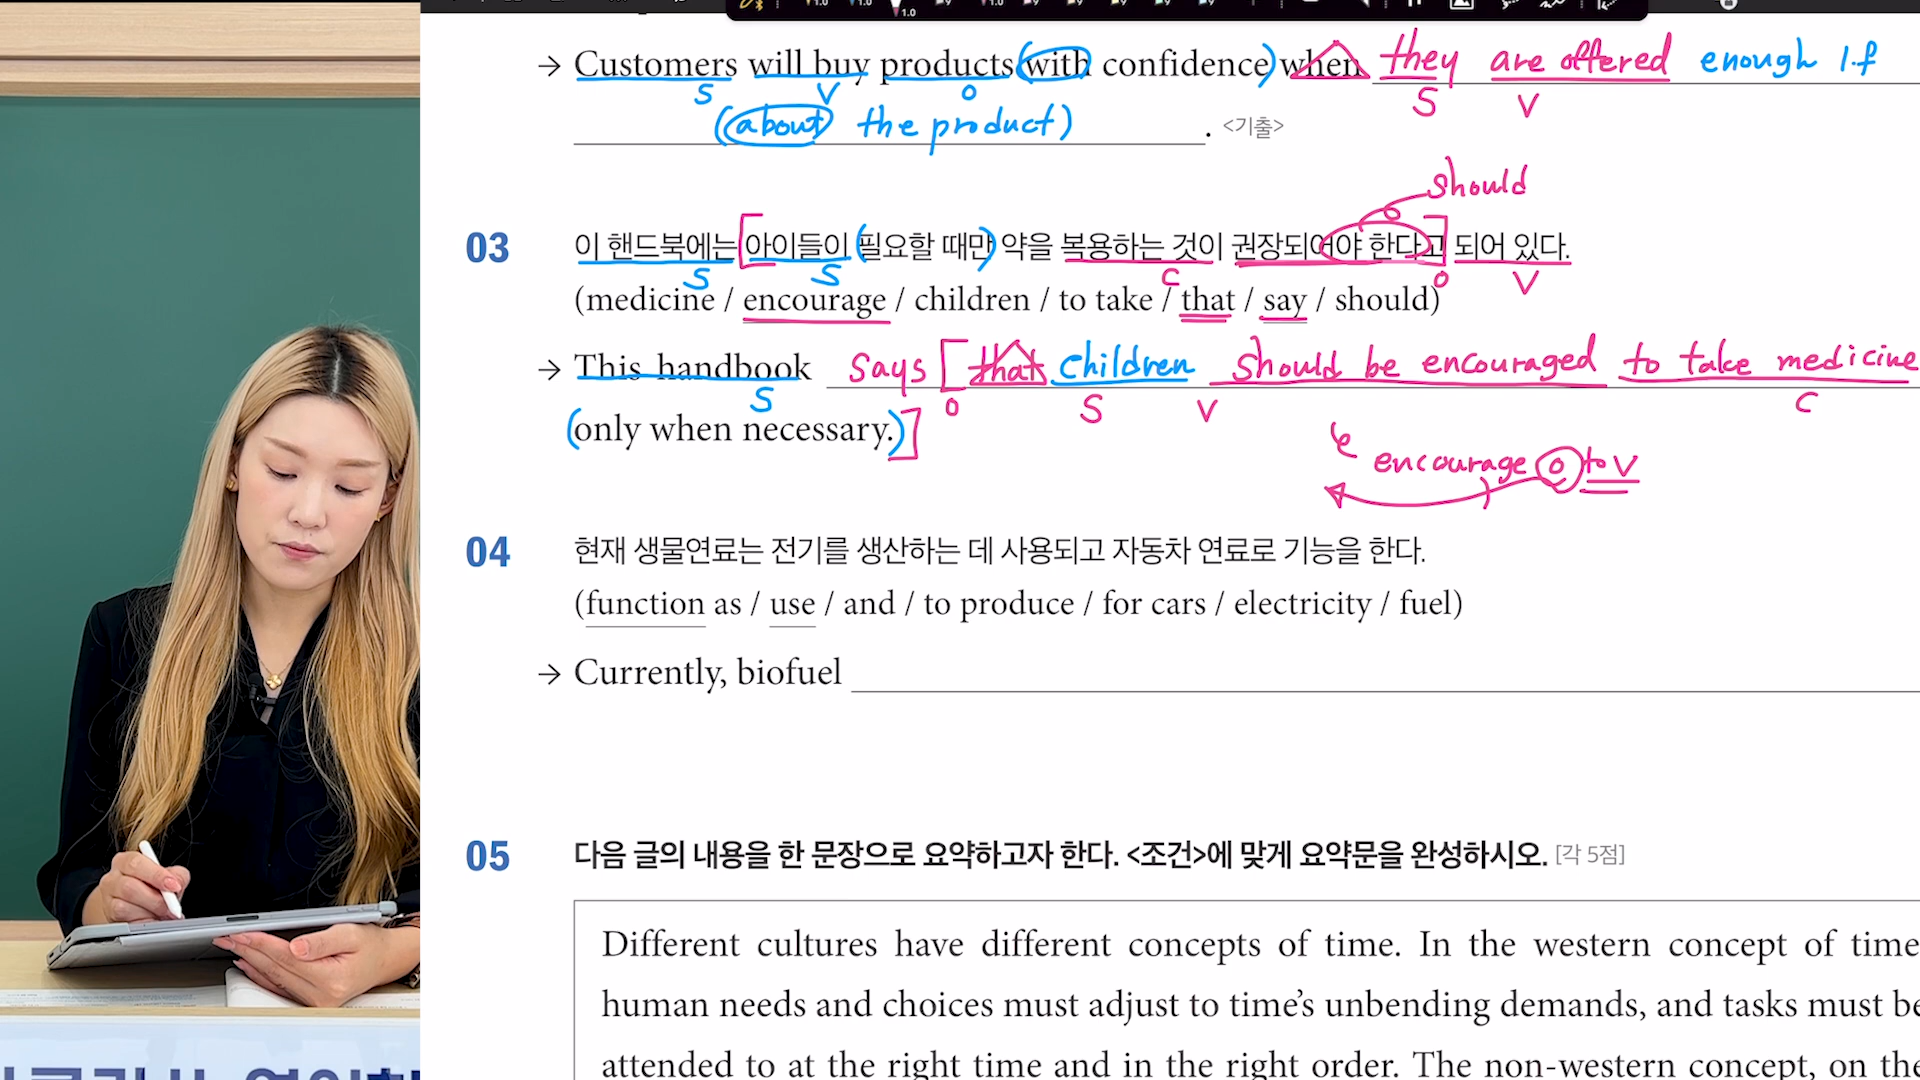 → Customers will buy products (with confidence) when they are offered enough I.f
S V O S V
(about the product) . <기출>
should
03 이 핸드북에는 [아이들이 (필요할 때만) 약을 복용하는 것이 권장되어야 한다고] 되어 있다.
S S C O V
(medicine / encourage / children / to take / that / say / should)
→ This handbook says [that children should be encouraged to take medicine
S O S V C
(only when necessary.)]
encourage O to V
04 현재 생물연료는 전기를 생산하는 데 사용되고 자동차 연료로 기능을 한다.
(function as / use / and / to produce / for cars / electricity / fuel)
→ Currently, biofuel
05 다음 글의 내용을 한 문장으로 요약하고자 한다. <조건>에 맞게 요약문을 완성하시오. [각 5점]
Different cultures have different concepts of time. In the western concept of time
human needs and choices must adjust to time’s unbending demands, and tasks must be
attended to at the right time and in the right order. The non-western concept, on the